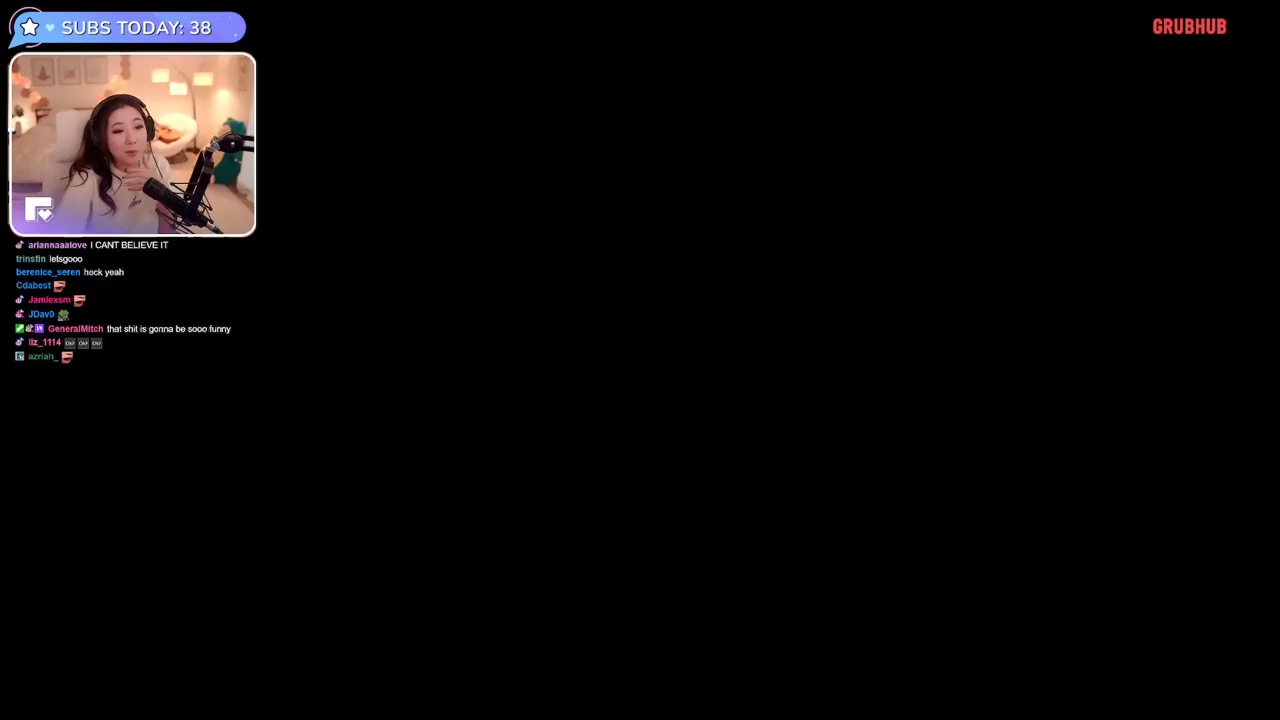 SUBS TODAY: 38
GRUBHUB
ariannaaalove I CANT BELIEVE IT
trinsfin letsgooo
berenice_seren heck yeah
Cdabest
Jamiexsm
JDav0
GeneralMitch that shit is gonna be sooo funny
liz_1114
azriah_